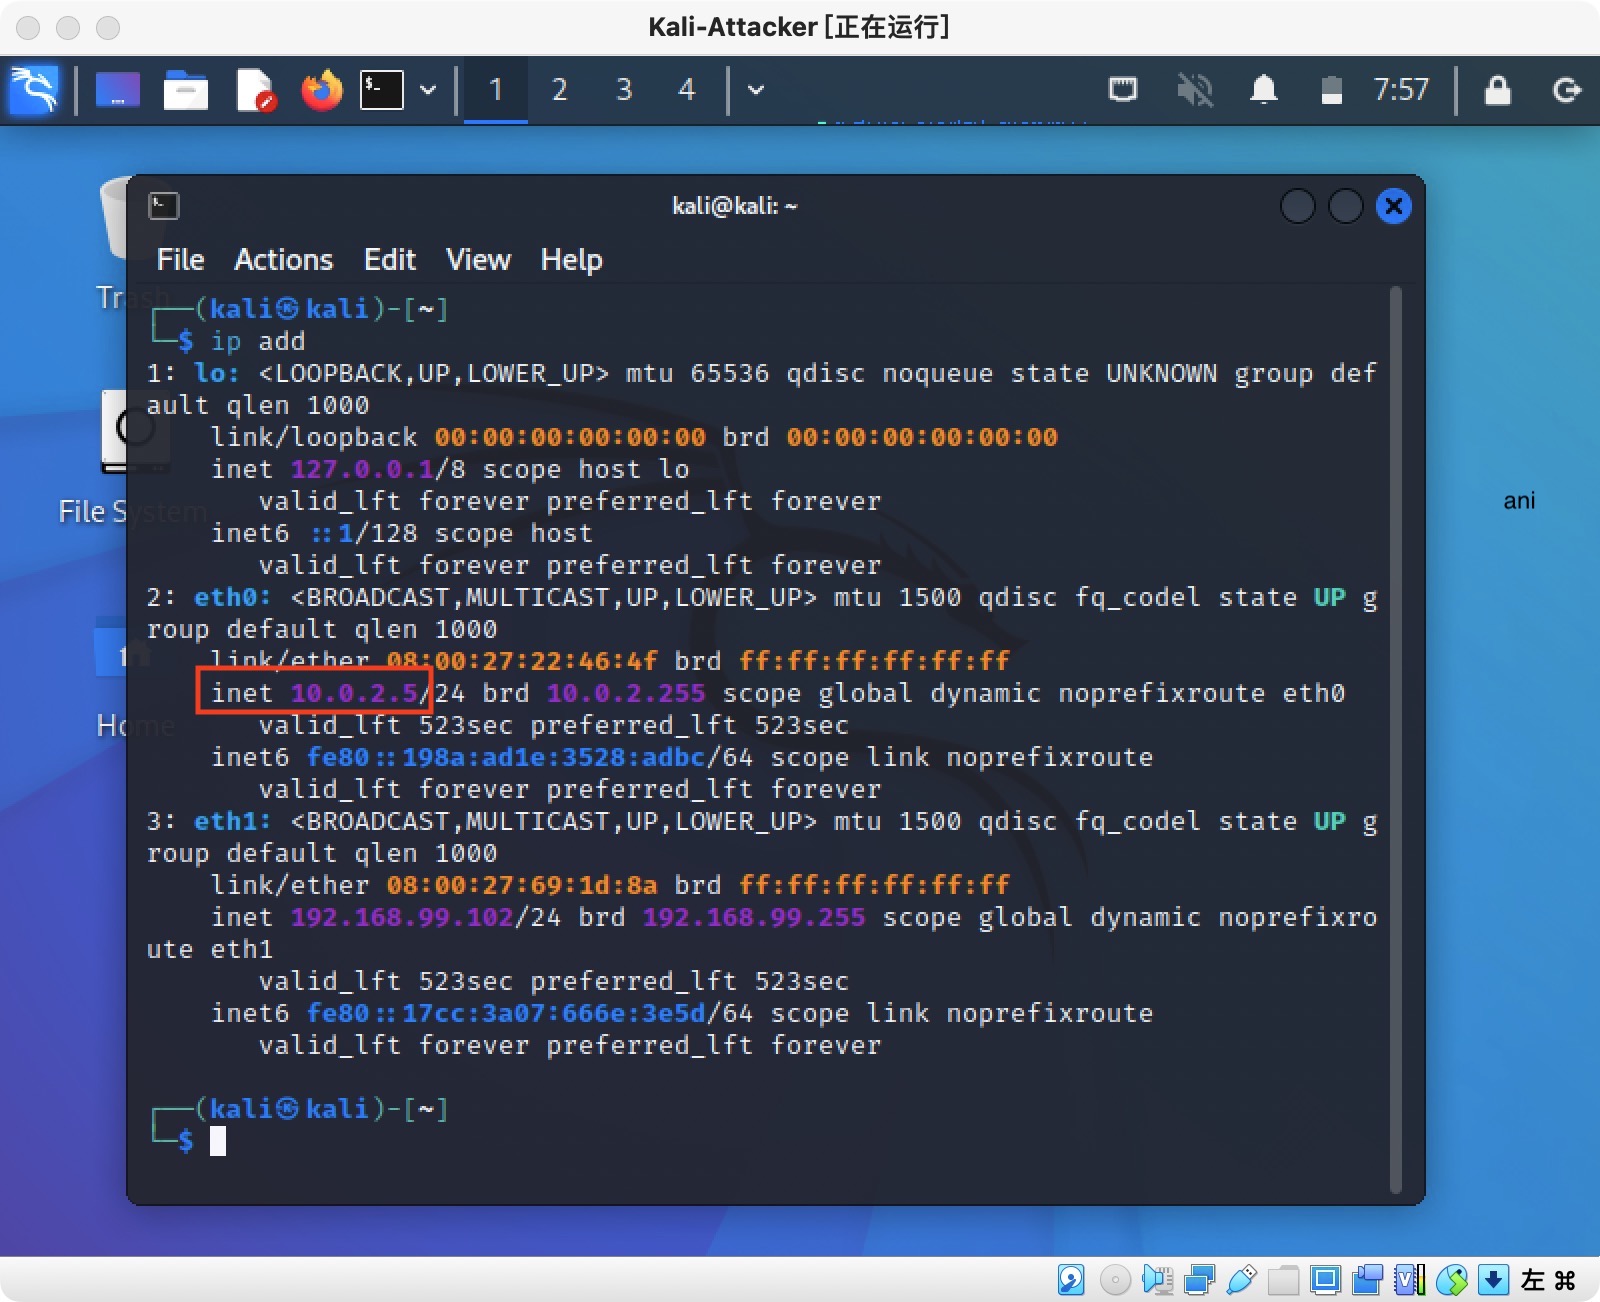 Kali-Attacker [正在运行]
1 2 3 4 7:57
kali@kali: ~
File Actions Edit View Help
Trash
File System
Home
ani
┌──(kali㉿kali)-[~]
└─$ ip add
1: lo: <LOOPBACK,UP,LOWER_UP> mtu 65536 qdisc noqueue state UNKNOWN group def
ault qlen 1000
link/loopback 00:00:00:00:00:00 brd 00:00:00:00:00:00
inet 127.0.0.1/8 scope host lo
valid_lft forever preferred_lft forever
inet6 ::1/128 scope host
valid_lft forever preferred_lft forever
2: eth0: <BROADCAST,MULTICAST,UP,LOWER_UP> mtu 1500 qdisc fq_codel state UP g
roup default qlen 1000
link/ether 08:00:27:22:46:4f brd ff:ff:ff:ff:ff:ff
inet 10.0.2.5/24 brd 10.0.2.255 scope global dynamic noprefixroute eth0
valid_lft 523sec preferred_lft 523sec
inet6 fe80::198a:ad1e:3528:adbc/64 scope link noprefixroute
valid_lft forever preferred_lft forever
3: eth1: <BROADCAST,MULTICAST,UP,LOWER_UP> mtu 1500 qdisc fq_codel state UP g
roup default qlen 1000
link/ether 08:00:27:69:1d:8a brd ff:ff:ff:ff:ff:ff
inet 192.168.99.102/24 brd 192.168.99.255 scope global dynamic noprefixro
ute eth1
valid_lft 523sec preferred_lft 523sec
inet6 fe80::17cc:3a07:666e:3e5d/64 scope link noprefixroute
valid_lft forever preferred_lft forever
┌──(kali㉿kali)-[~]
└─$
左 ⌘